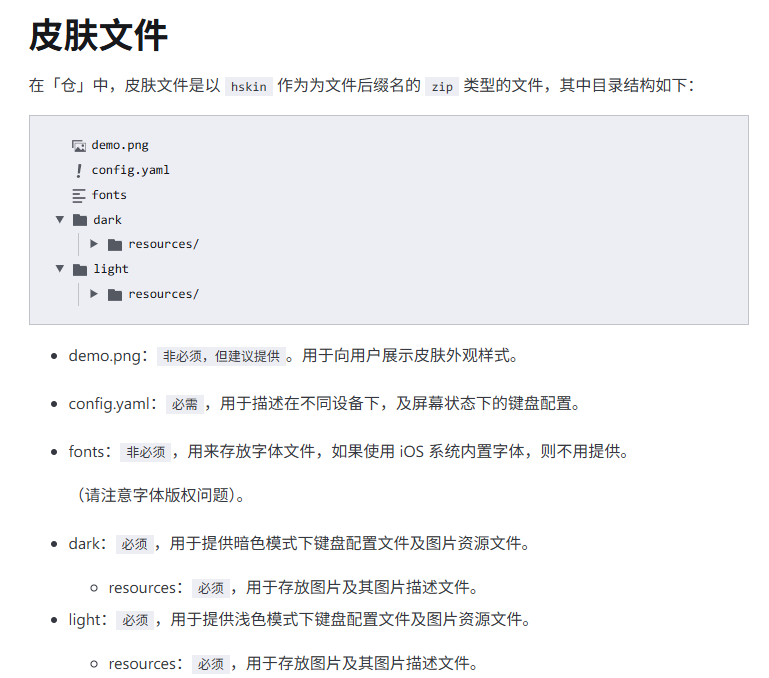 皮肤文件
在「仓」中，皮肤文件是以 hskin 作为为文件后缀名的 zip 类型的文件，其中目录结构如下：
demo.png
config.yaml
fonts
dark
resources/
light
resources/
demo.png： 非必须，但建议提供 。用于向用户展示皮肤外观样式。
config.yaml： 必需 ，用于描述在不同设备下，及屏幕状态下的键盘配置。
fonts： 非必须 ，用来存放字体文件，如果使用 iOS 系统内置字体，则不用提供。
（请注意字体版权问题）。
dark： 必须 ，用于提供暗色模式下键盘配置文件及图片资源文件。
resources： 必须 ，用于存放图片及其图片描述文件。
light： 必须 ，用于提供浅色模式下键盘配置文件及图片资源文件。
resources： 必须 ，用于存放图片及其图片描述文件。